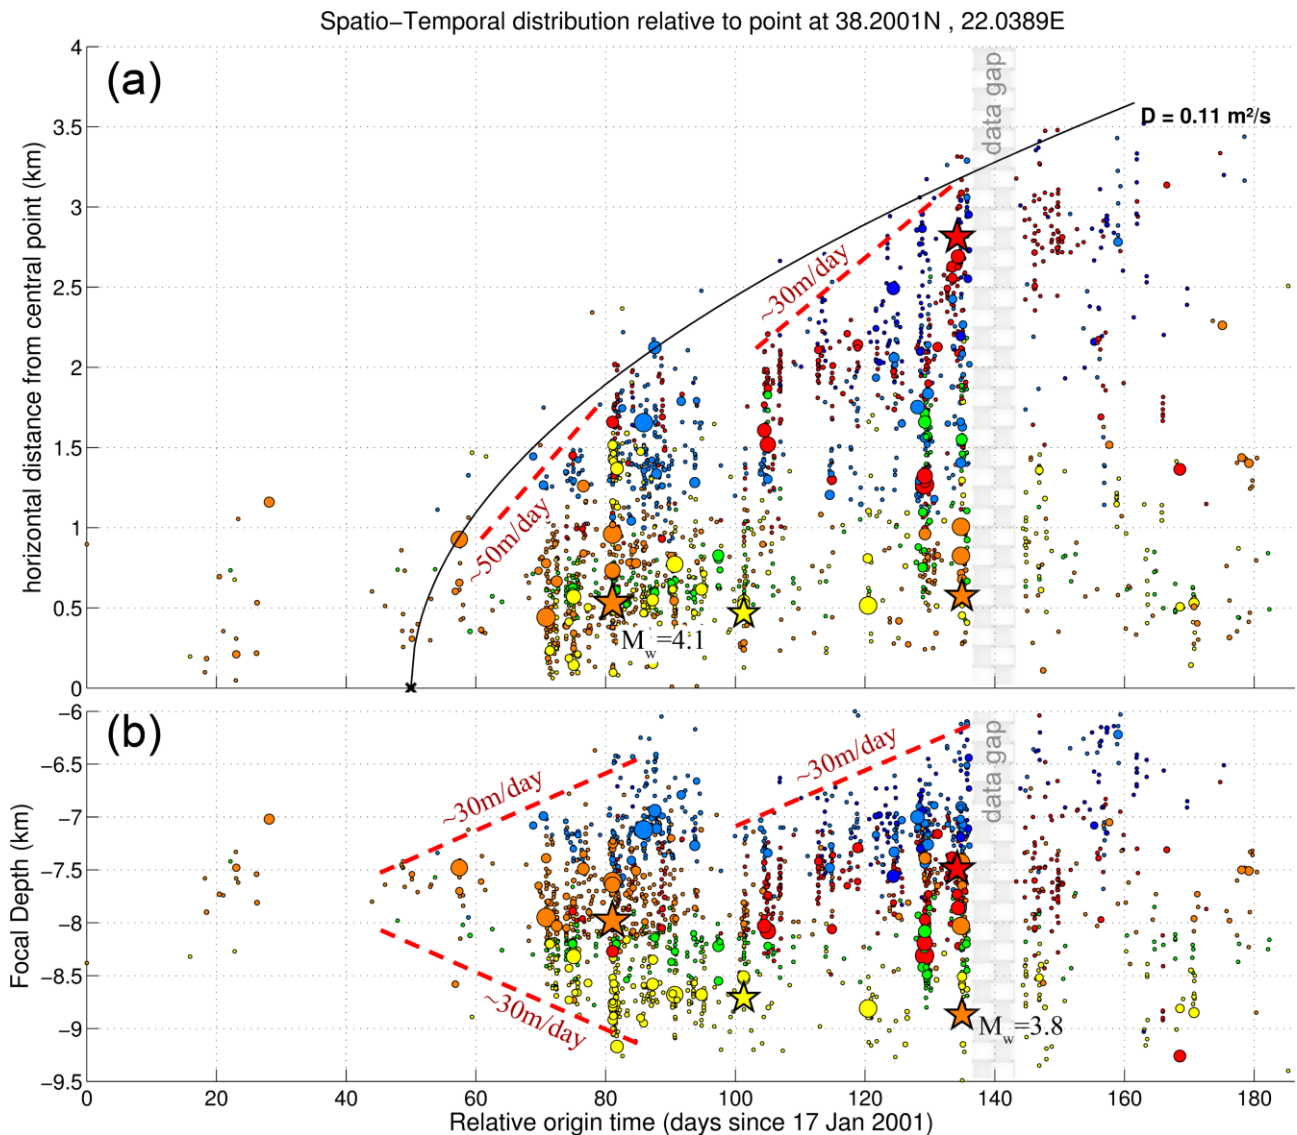 Spatio−Temporal distribution relative to point at 38.2001N , 22.0389E
(a)
horizontal distance from central point (km)
4
3.5
3
2.5
2
1.5
1
0.5
0
data gap
D = 0.11 m²/s
~30m/day
~50m/day
M_w=4.1
(b)
Focal Depth (km)
−6
−6.5
−7
−7.5
−8
−8.5
−9
−9.5
~30m/day
~30m/day
~30m/day
data gap
M_w=3.8
0 20 40 60 80 100 120 140 160 180
Relative origin time (days since 17 Jan 2001)